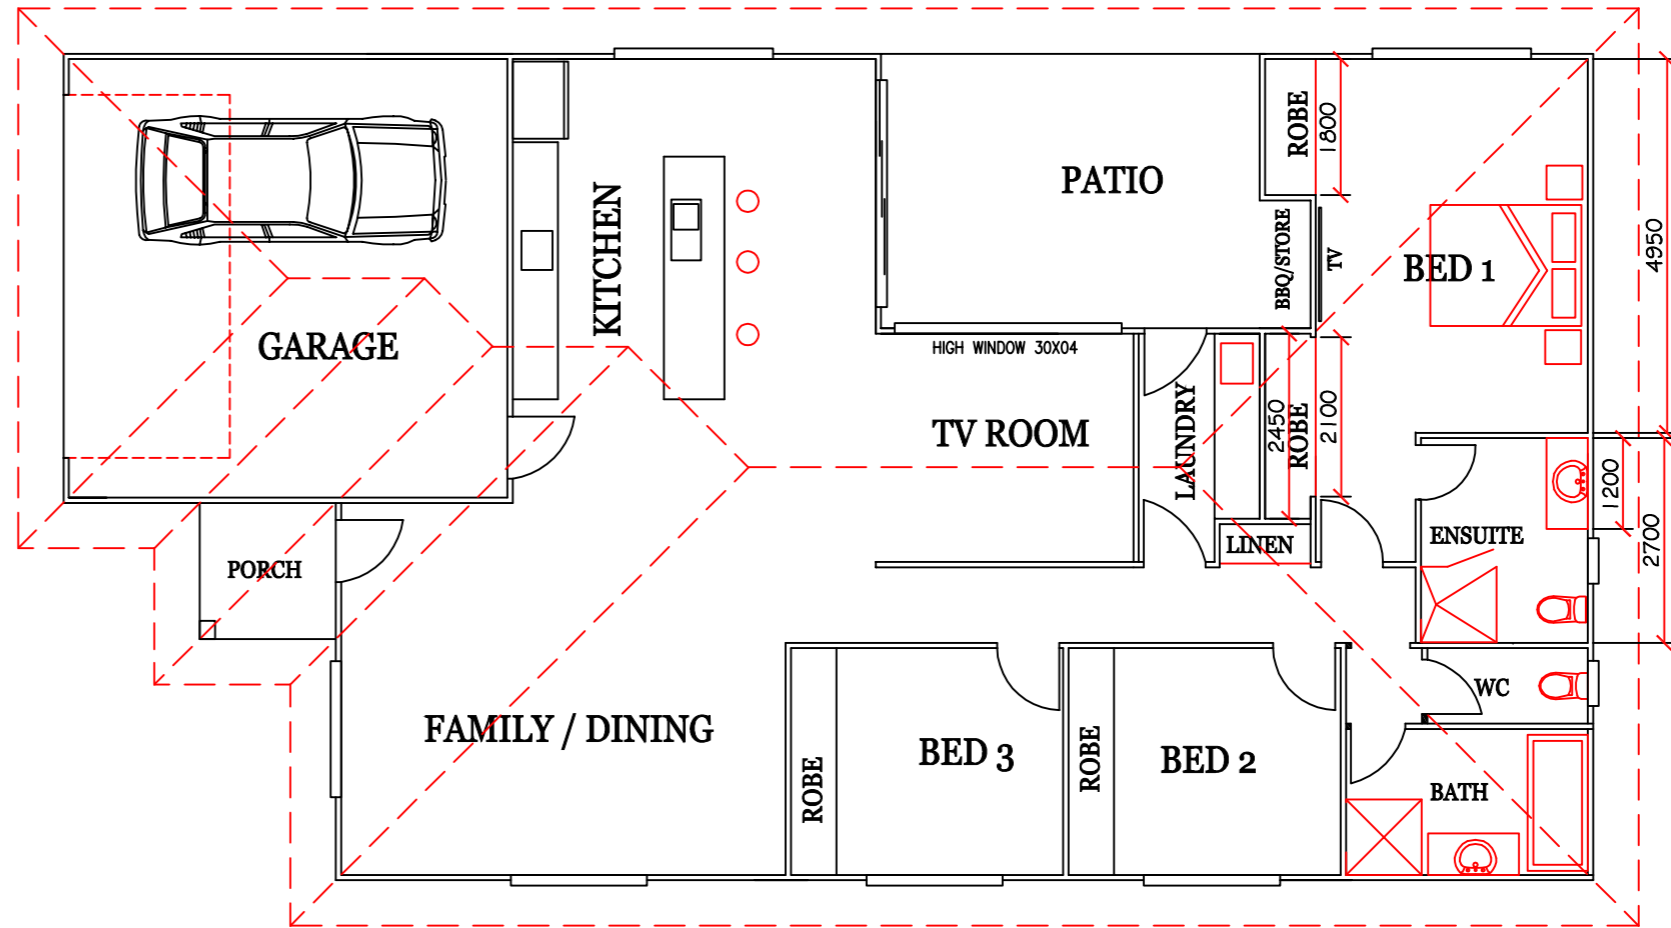 ROBE
1800
PATIO
KITCHEN
BBQ/STORE
TV
BED 1
4950
GARAGE
HIGH WINDOW 30X04
TV ROOM
LAUNDRY
2450
ROBE
2100
1200
2700
ENSUITE
LINEN
PORCH
WC
FAMILY / DINING
BED 3
BED 2
ROBE
ROBE
BATH